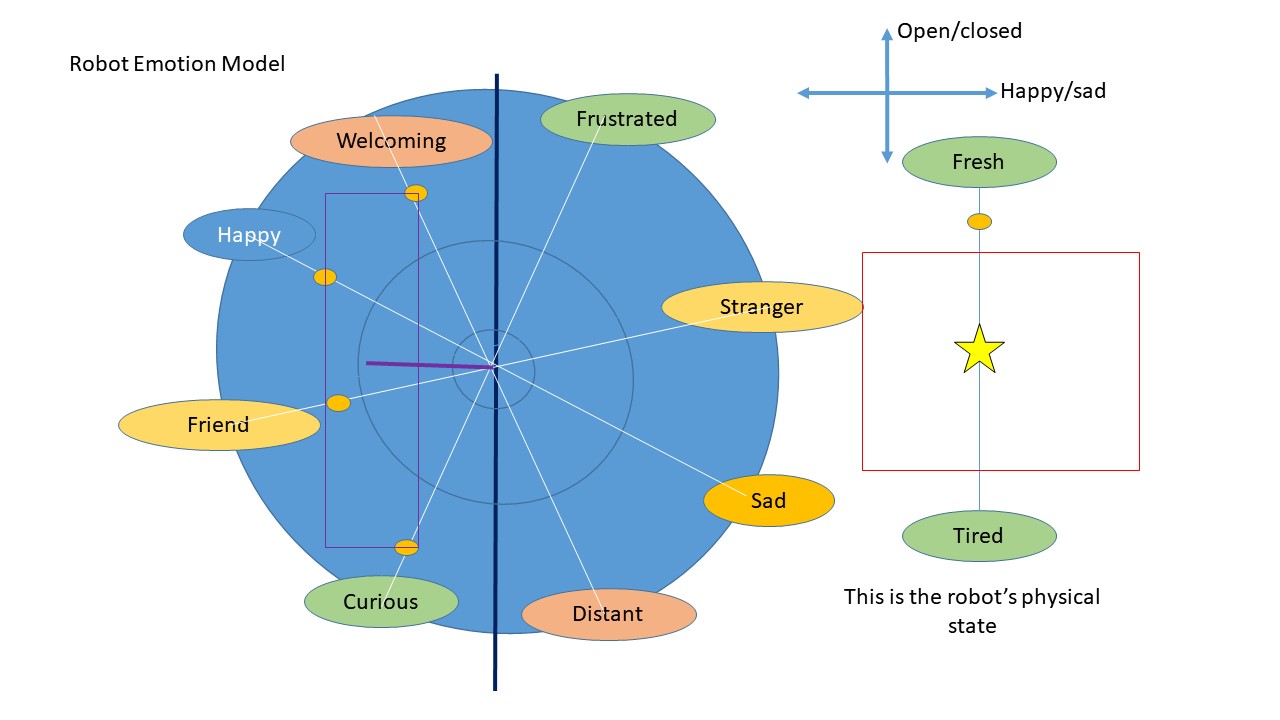 Open/closed
Robot Emotion Model
Happy/sad
Frustrated
Welcoming
Fresh
Happy
Stranger
Friend
Sad
Tired
Curious
Distant
This is the robot’s physical
state